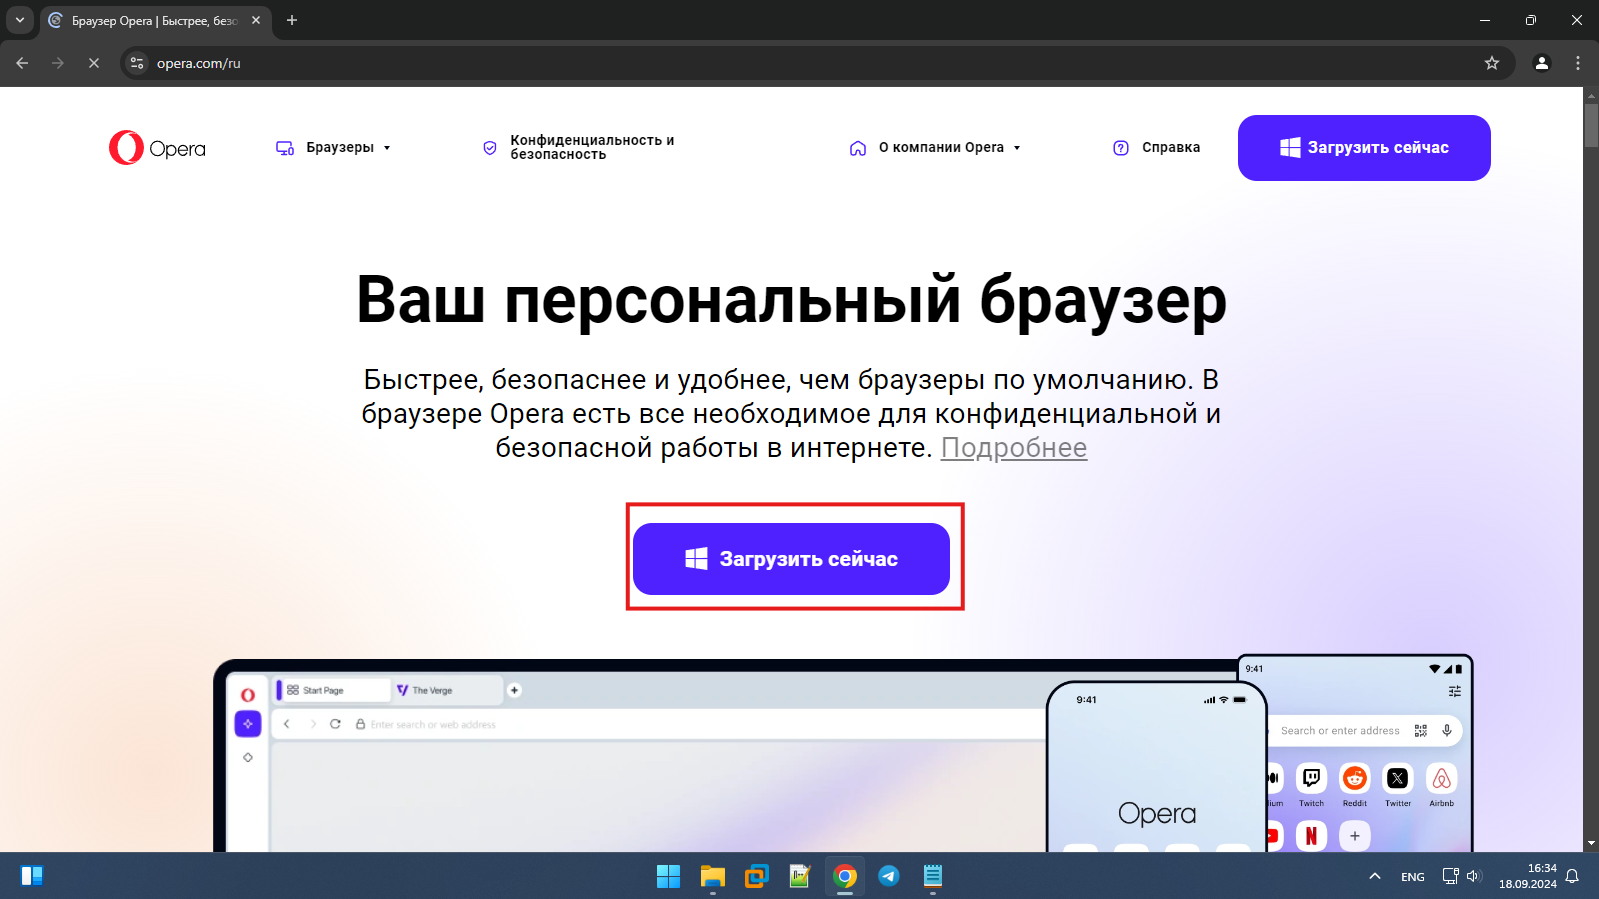 Браузер Opera | Быстрее, безо
opera.com/ru
Opera
Браузеры
Конфиденциальность и
безопасность
О компании Opera
Справка
Загрузить сейчас
Ваш персональный браузер
Быстрее, безопаснее и удобнее, чем браузеры по умолчанию. В
браузере Opera есть все необходимое для конфиденциальной и
безопасной работы в интернете. Подробнее
Загрузить сейчас
Start Page
The Verge
Enter search or web address
9:41
Opera
9:41
Search or enter address
ium
Twitch
Reddit
Twitter
Airbnb
ENG
16:34
18.09.2024